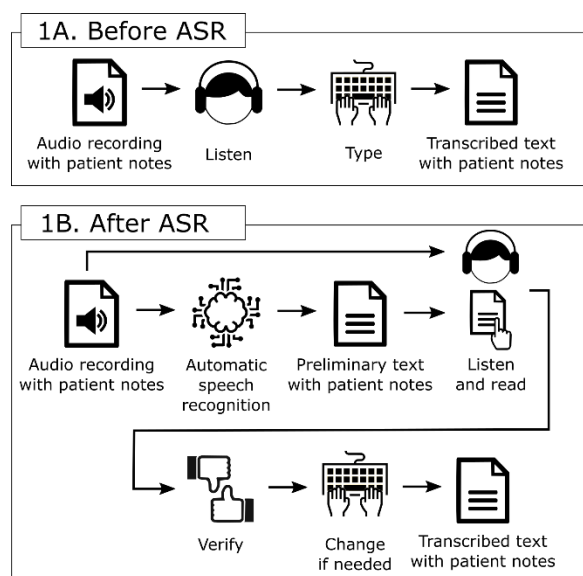 1A. Before ASR
Audio recording
with patient notes
Listen
Type
Transcribed text
with patient notes
1B. After ASR
Audio recording
with patient notes
Automatic
speech
recognition
Preliminary text
with patient notes
Listen
and read
Verify
Change
if needed
Transcribed text
with patient notes